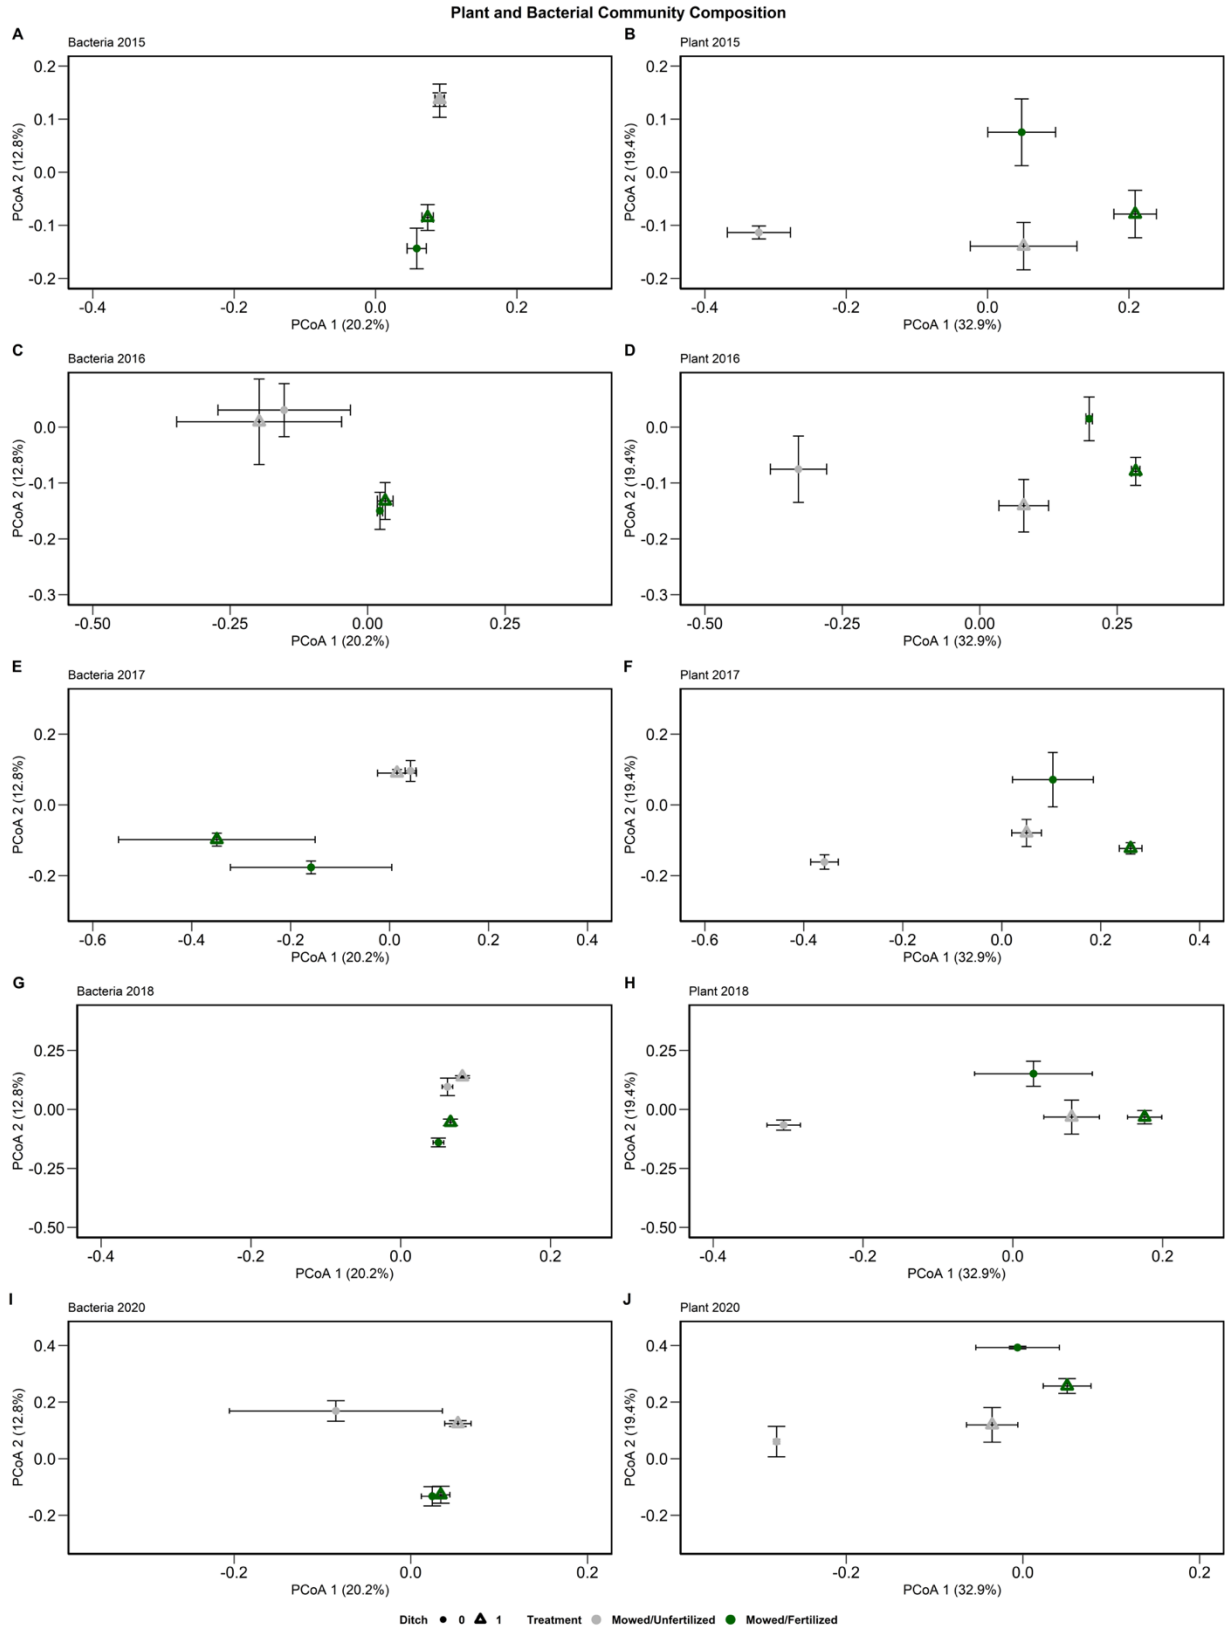 Plant and Bacterial Community Composition
A
Bacteria 2015
0.2
0.1
0.0
-0.1
-0.2
PCoA 2 (12.8%)
-0.4 -0.2 0.0 0.2
PCoA 1 (20.2%)
B
Plant 2015
0.2
0.1
0.0
-0.1
-0.2
PCoA 2 (19.4%)
-0.4 -0.2 0.0 0.2
PCoA 1 (32.9%)
C
Bacteria 2016
0.0
-0.1
-0.2
-0.3
PCoA 2 (12.8%)
-0.50 -0.25 0.00 0.25
PCoA 1 (20.2%)
D
Plant 2016
0.0
-0.1
-0.2
-0.3
PCoA 2 (19.4%)
-0.50 -0.25 0.00 0.25
PCoA 1 (32.9%)
E
Bacteria 2017
0.2
0.0
-0.2
PCoA 2 (12.8%)
-0.6 -0.4 -0.2 0.0 0.2 0.4
PCoA 1 (20.2%)
F
Plant 2017
0.2
0.0
-0.2
PCoA 2 (19.4%)
-0.6 -0.4 -0.2 0.0 0.2 0.4
PCoA 1 (32.9%)
G
Bacteria 2018
0.25
0.00
-0.25
-0.50
PCoA 2 (12.8%)
-0.4 -0.2 0.0 0.2
PCoA 1 (20.2%)
H
Plant 2018
0.25
0.00
-0.25
-0.50
PCoA 2 (19.4%)
-0.4 -0.2 0.0 0.2
PCoA 1 (32.9%)
I
Bacteria 2020
0.4
0.2
0.0
-0.2
PCoA 2 (12.8%)
-0.2 0.0 0.2
PCoA 1 (20.2%)
J
Plant 2020
0.4
0.2
0.0
-0.2
PCoA 2 (19.4%)
-0.2 0.0 0.2
PCoA 1 (32.9%)
Ditch 0 1 Treatment Mowed/Unfertilized Mowed/Fertilized